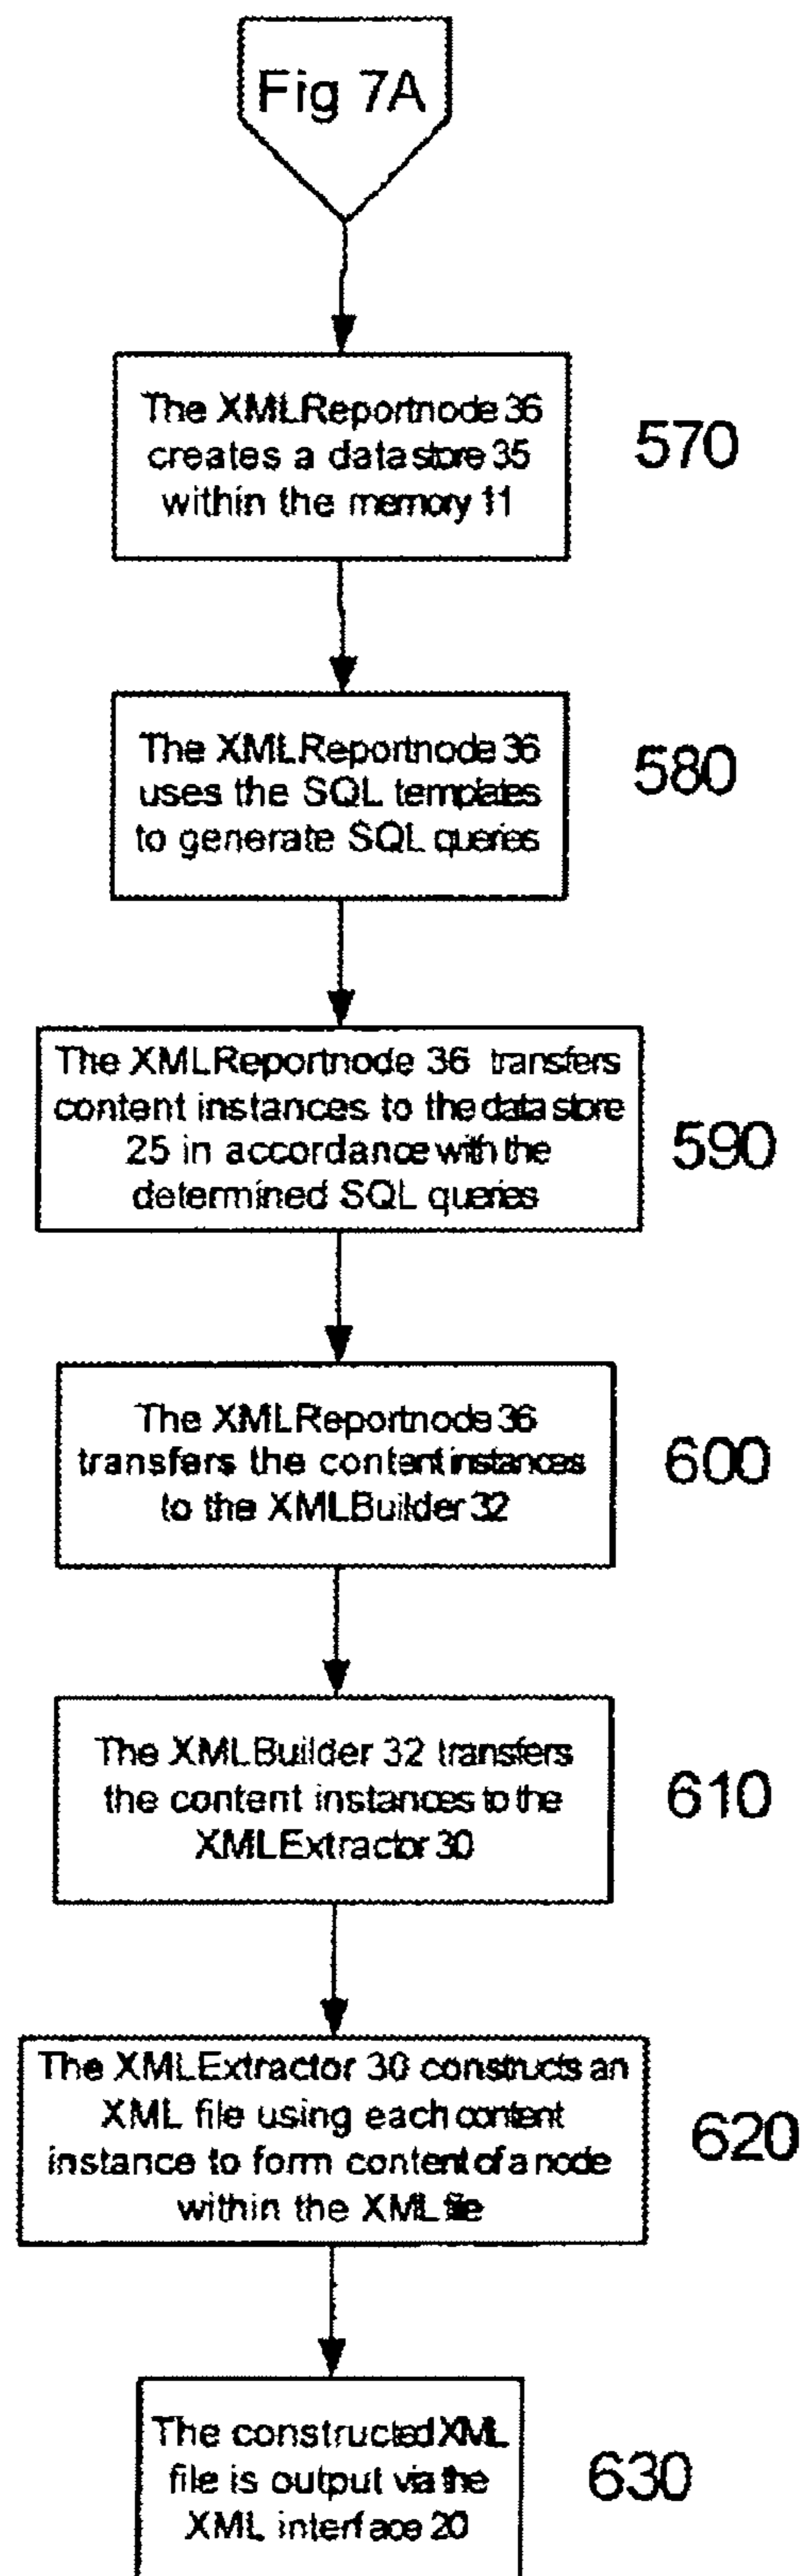 Fig 7A
The XMLReportnode 36
creates a data store 35
within the memory 11
570
The XMLReportnode 36
uses the SQL templates
to generate SQL queries
580
The XMLReportnode 36 transfers
content instances to the data store
25 in accordance with the
determined SQL queries
590
The XMLReportnode 36
transfers the content instances
to the XMLBuilder 32
600
The XMLBuilder 32 transfers
the content instances to the
XMLExtractor 30
610
The XMLExtractor 30 constructs an
XML file using each content
instance to form content of a node
within the XML file
620
The constructed XML
file is output via the
XML interface 20
630